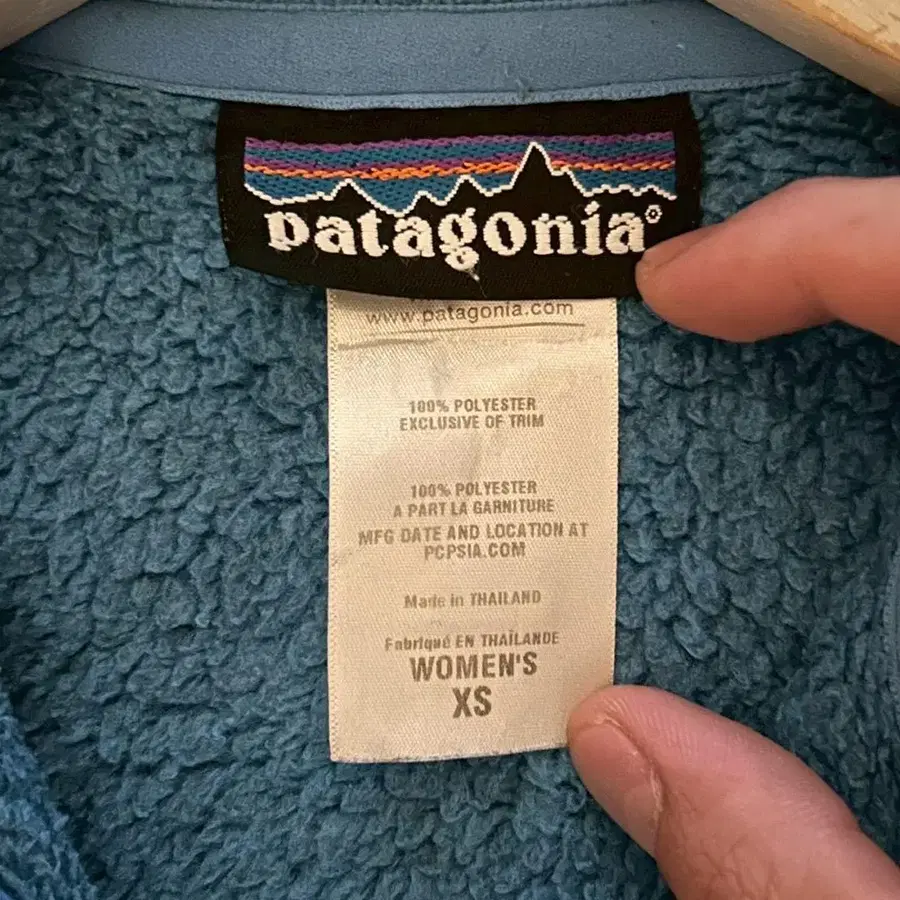 patagonia®
www.patagonia.com
100% POLYESTER
EXCLUSIVE OF TRIM
100% POLYESTER
A PART LA GARNITURE
MFG DATE AND LOCATION AT
PCPSIA.COM
Made in THAILAND
Fabriqué EN THAÏLANDE
WOMEN'S
XS